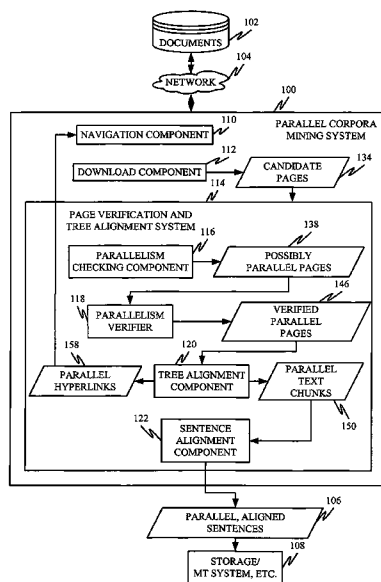 102
DOCUMENTS
104
NETWORK
100
110
PARALLEL CORPORA
MINING SYSTEM
NAVIGATION COMPONENT
112
134
DOWNLOAD COMPONENT
CANDIDATE
PAGES
114
PAGE VERIFICATION AND
TREE ALIGNMENT SYSTEM
116
138
PARALLELISM
CHECKING COMPONENT
POSSIBLY
PARALLEL PAGES
118
146
PARALLELISM
VERIFIER
VERIFIED
PARALLEL
PAGES
158
120
PARALLEL
HYPERLINKS
TREE ALIGNMENT
COMPONENT
PARALLEL
TEXT
CHUNKS
122
150
SENTENCE
ALIGNMENT
COMPONENT
106
PARALLEL, ALIGNED
SENTENCES
108
STORAGE/
MT SYSTEM, ETC.